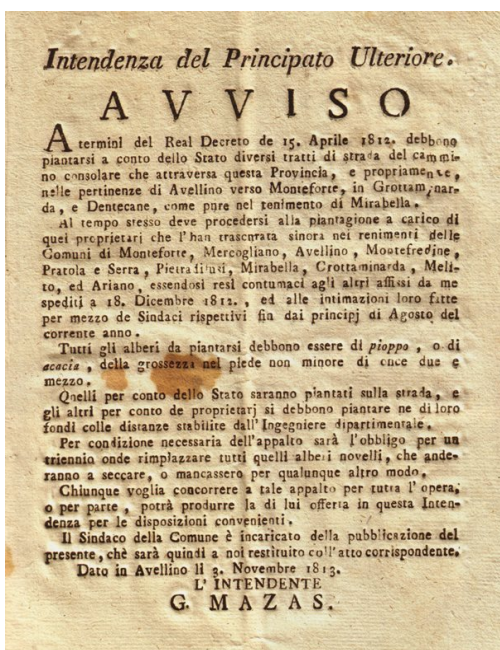 Intendenza del Principato Ulteriore.
AVVISO
A termini del Real Decreto de 15. Aprile 1812. debbono
piantarsi a conto dello Stato diversi tratti di strada del cammi-
no consolare che attraversa questa Provincia, e propriamente,
nelle pertinenze di Avellino verso Monteforte, in Grottaminar-
da, e Dentecane, come pure nel tenimento di Mirabella.
Al tempo stesso deve procedersi alla piantagione a carico di
quei proprietarj che l'han trascurata sinora nei tenimenti delle
Comuni di Monteforte, Mercogliano, Avellino, Montefredine,
Pratola e Serra, Pietradifusi, Mirabella, Grottaminarda, Meli-
to, ed Ariano, essendosi resi contumaci agli altri affissi da me
spediti a 18. Dicembre 1812., ed alle intimazioni loro fatte
per mezzo de Sindaci rispettivi fin dai principj di Agosto del
corrente anno.
Tutti gli alberi da piantarsi debbono essere di pioppo, o di
acacia, della grossezza nel piede non minore di once due e
mezzo.
Quelli per conto dello Stato saranno piantati sulla strada, e
gli altri per conto de proprietarj si debbono piantare ne di loro
fondi colle distanze stabilite dall'Ingegniere dipartimentale.
Per condizione necessaria dell'appalto sarà l'obbligo per un
triennio onde rimplazzare tutti quelli alberi novelli, che ande-
ranno a seccare, o mancassero per qualunque altro modo.
Chiunque voglia concorrere a tale appalto per tutta l'opera,
o per parte, potrà produrre la di lui offerta in questa Inten-
denza per le disposizioni convenienti.
Il Sindaco della Comune è incaricato della pubblicazione del
presente, chè sarà quindi a noi restituito coll'atto corrispondente.
Dato in Avellino li 3. Novembre 1813.
L'INTENDENTE
G. MAZAS.